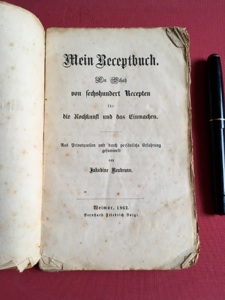 Mein Receptbuch.
Ein Schatz
von sechshundert Recepten
für
die Kochkunst und das Einmachen.
Aus Privatquellen und durch persönliche Erfahrung
gesammelt
von
Weimar, 1862.
Bernhard Friedrich Voigt.